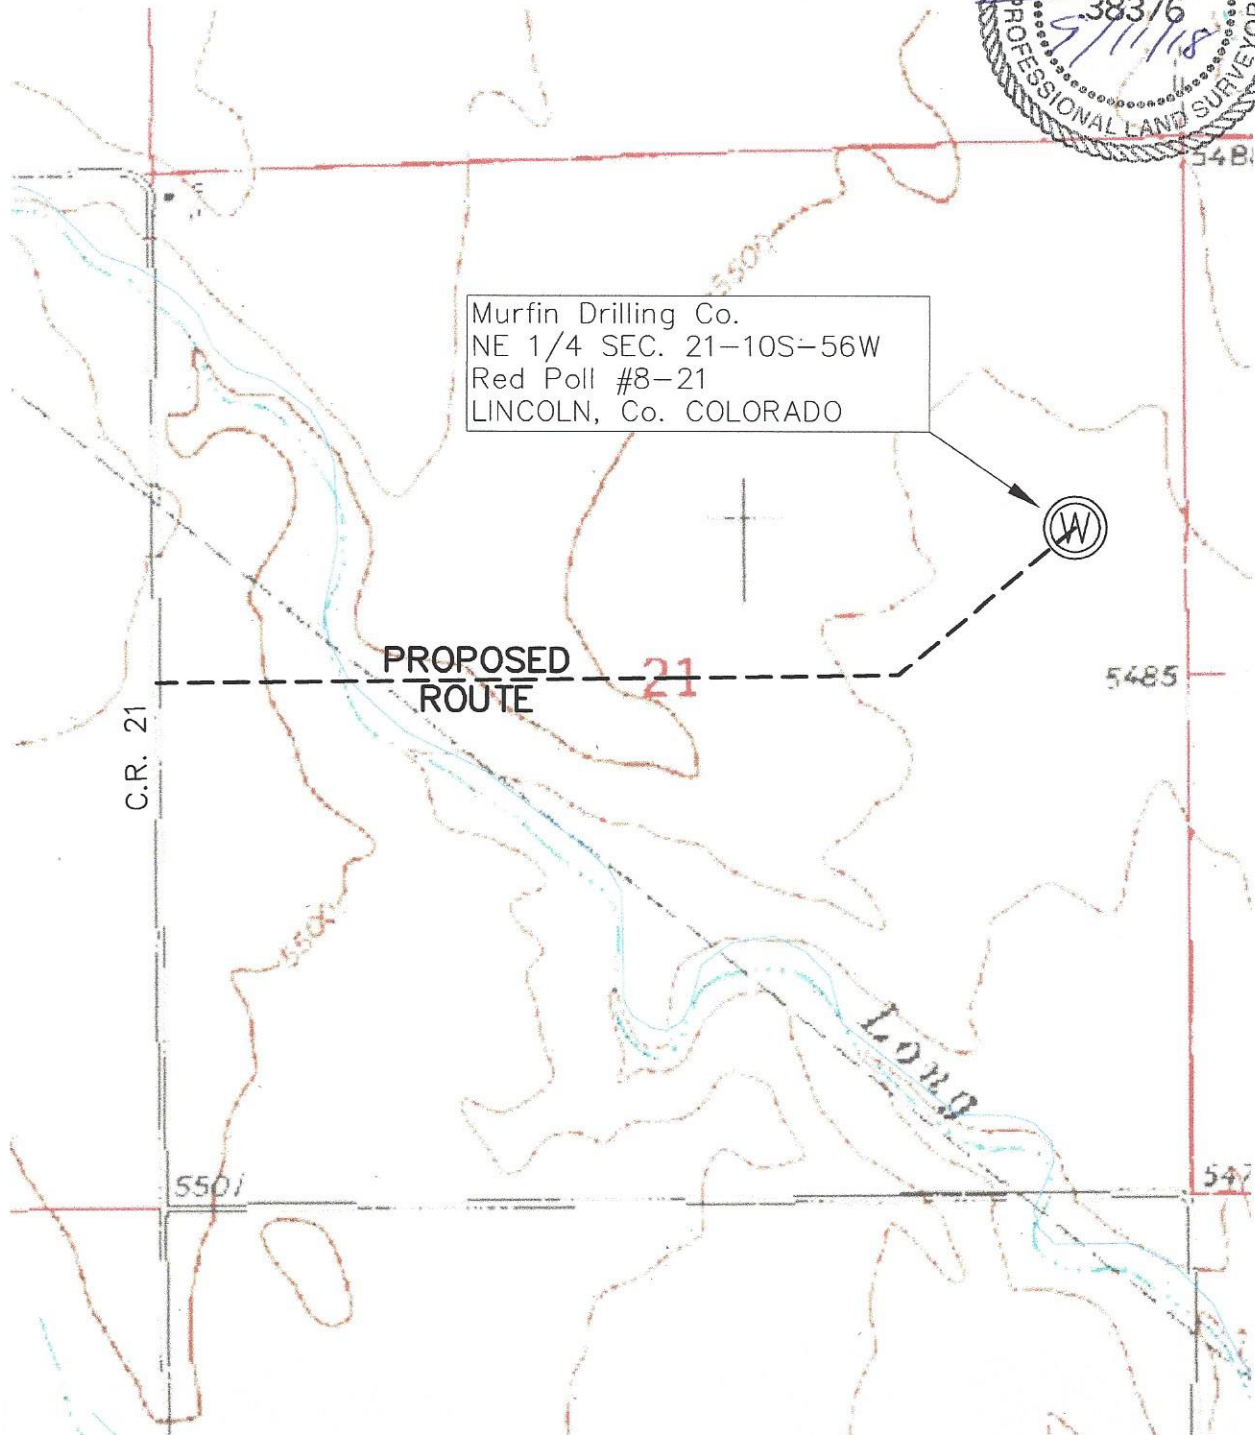 38376
5/11/18
PROFESSIONAL LAND SURVEYOR
5500
Murfin Drilling Co.
NE 1/4 SEC. 21-10S-56W
Red Poll #8-21
LINCOLN, Co. COLORADO
W
PROPOSED
ROUTE
21
5485
C.R. 21
5500
Long
5501